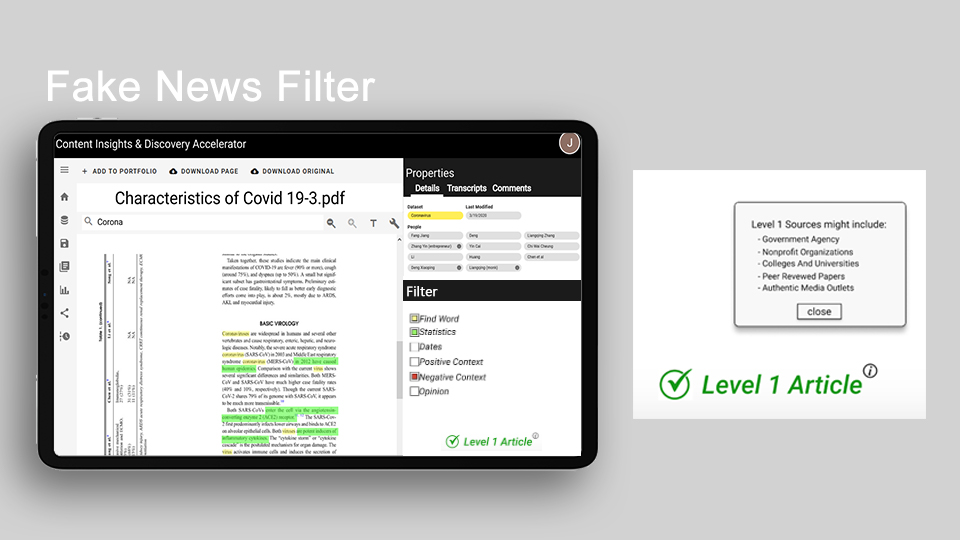 Fake News Filter
Content Insights & Discovery Accelerator
J
+ ADD TO PORTFOLIO
DOWNLOAD PAGE
DOWNLOAD ORIGINAL
Characteristics of Covid 19-3.pdf
Corona
T
Taken together, these studies indicate the main clinical
manifestations of COVID-19 are fever (90% or more), cough
(around 75%), and dyspnea (up to 50%). A small but signif-
icant subset has gastrointestinal symptoms. Preliminary esti-
mates of case fatality, likely to fall as better early diagnostic
efforts come into play, is about 2%, mostly due to ARDS,
AKI, and myocardial injury.
BASIC VIROLOGY
Coronaviruses are widespread in humans and several other
vertebrates and cause respiratory, enteric, hepatic, and neuro-
logic diseases. Notably, the severe acute respiratory syndrome
coronavirus (SARS-CoV) in 2003 and Middle East respiratory
syndrome coronavirus (MERS-CoV) in 2012 have caused
human epidemics. Comparison with the current virus shows
several significant differences and similarities. Both MERS-
CoV and SARS-CoV have much higher case fatality rates
(40% and 10%, respectively). Though the current SARS-
CoV-2 shares 79% of its genome with SARS-CoV, it appears
to be much more transmissible.
Both SARS-CoVs enter the cell via the angiotensin-
converting enzyme 2 (ACE2) receptor. The SARS-Cov-
2 first predominantly infects lower airways and binds to ACE2
on alveolar epithelial cells. Both viruses are potent inducers of
inflammatory cytokines. The "cytokine storm" or "cytokine
cascade" is the postulated mechanism for organ damage. The
virus activates immune cells and induces the secretion of
Properties
Details Transcripts Comments
Dataset
Last Modified
Coronavirus
3/19/2020
People
Fang Jiang
Deng
Liangqing Zhang
Zhang Yin (entrepreneur)
Yin Cai
Chi Wai Cheung
Li
Huang
Chen et al
Deng Xiaoping
Liangqing (mom)
Filter
Find Word
Statistics
Dates
Positive Context
Negative Context
Opinion
Level 1 Article
i
Level 1 Sources might include:
- Government Agency
- Nonprofit Organizations
- Colleges And Universities
- Peer Revewed Papers
- Authentic Media Outlets
close
Level 1 Article
i